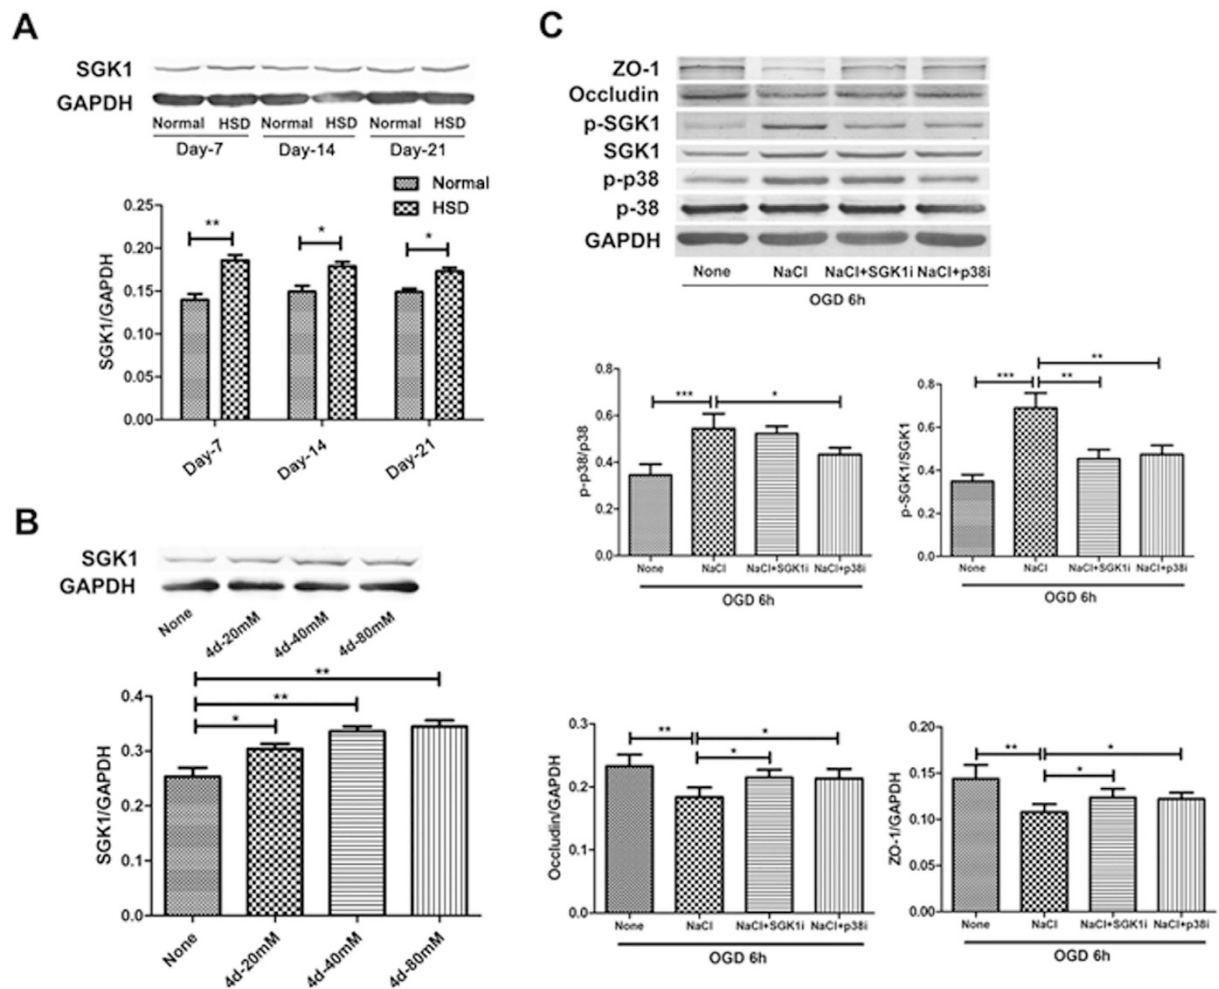 A
SGK1
GAPDH
Normal HSD Normal HSD Normal HSD
Day-7 Day-14 Day-21
Normal
HSD
SGK1/GAPDH
0.25
0.20
0.15
0.10
0.05
0.00
** * *
Day-7 Day-14 Day-21
B
SGK1
GAPDH
None 4d-20mM 4d-40mM 4d-80mM
SGK1/GAPDH
0.4
0.3
0.2
0.1
0.0
**
**
*
None 4d-20mM 4d-40mM 4d-80mM
C
ZO-1
Occludin
p-SGK1
SGK1
p-p38
p-38
GAPDH
None NaCl NaCl+SGK1i NaCl+p38i
OGD 6h
p-p38/p38
0.8
0.6
0.4
0.2
0.0
*** *
None NaCl NaCl+SGK1i NaCl+p38i
OGD 6h
p-SGK1/SGK1
0.8
0.6
0.4
0.2
0.0
**
*** **
None NaCl NaCl+SGK1i NaCl+p38i
OGD 6h
Occludin/GAPDH
0.3
0.2
0.1
0.0
** *
*
None NaCl NaCl+SGK1i NaCl+p38i
OGD 6h
ZO-1/GAPDH
0.20
0.15
0.10
0.05
0.00
** *
*
None NaCl NaCl+SGK1i NaCl+p38i
OGD 6h